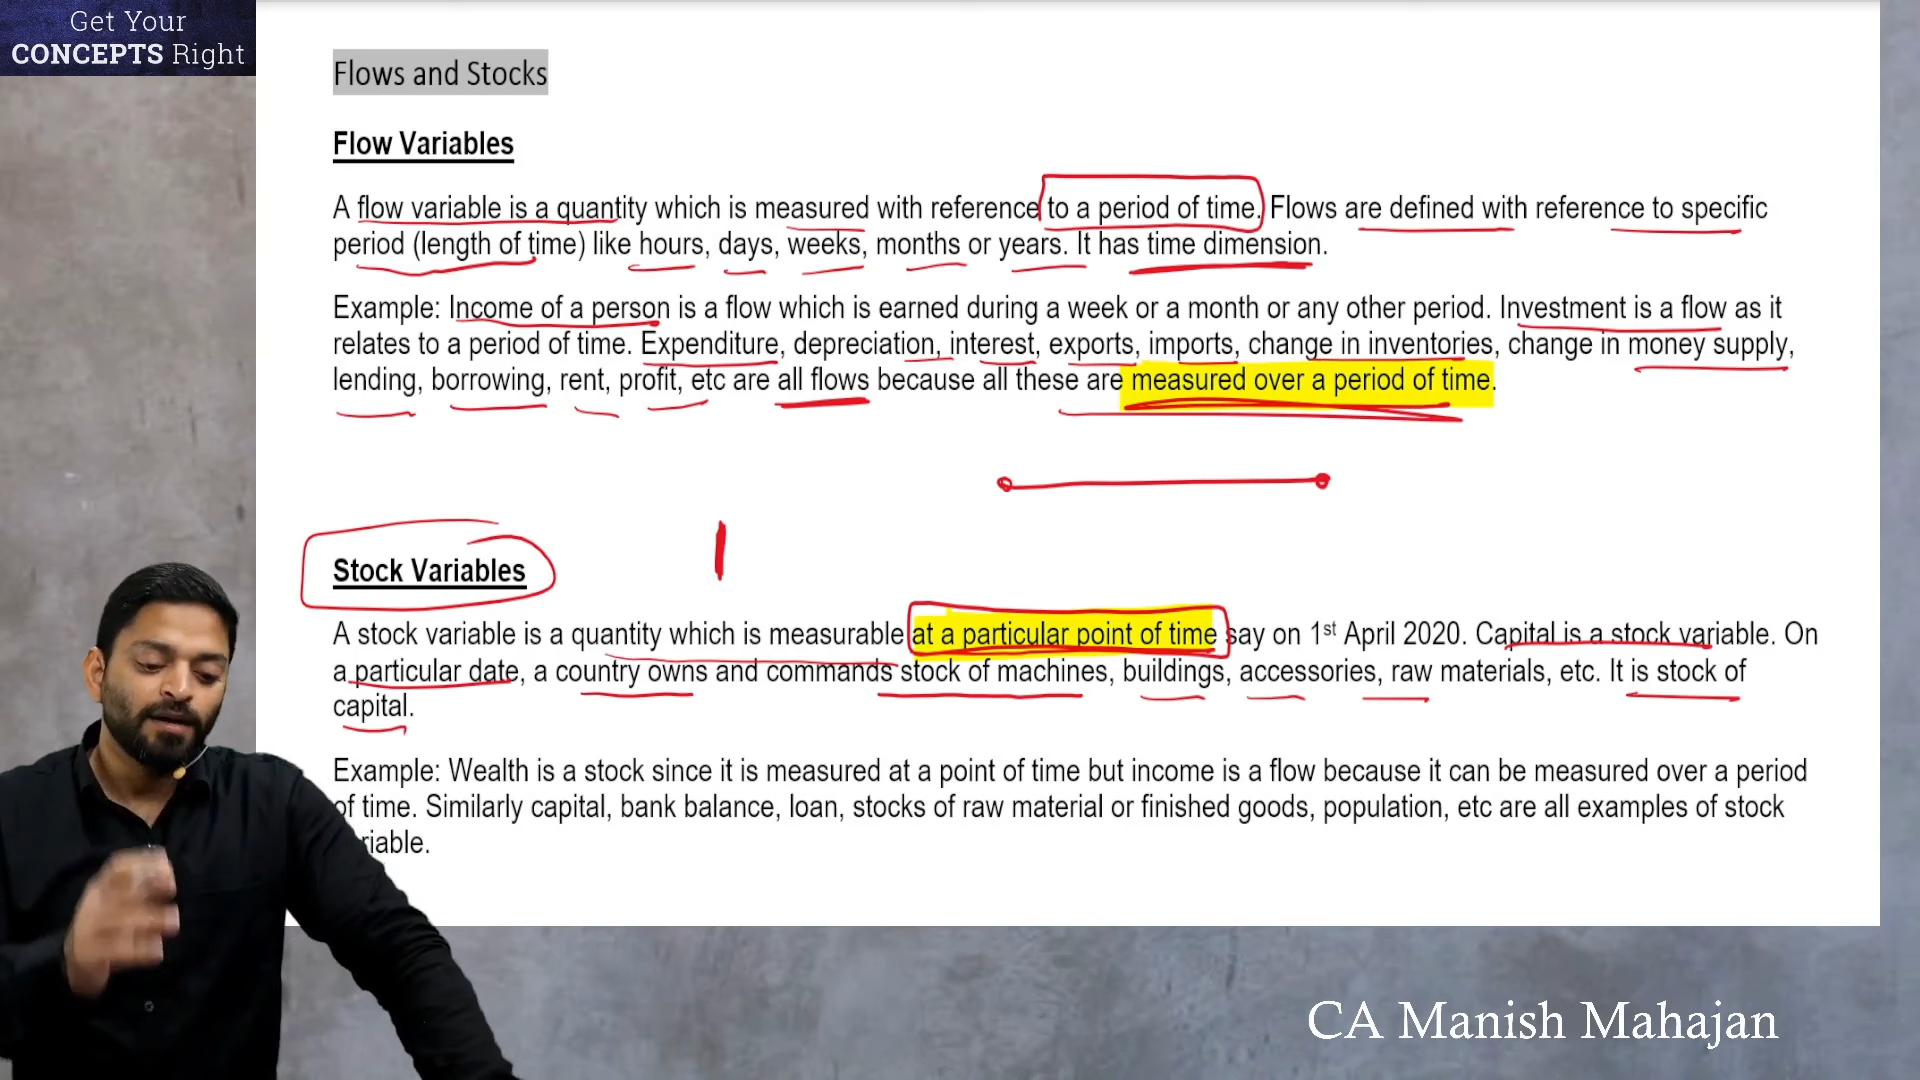 Get Your
CONCEPTS Right
Flows and Stocks
Flow Variables
A flow variable is a quantity which is measured with reference to a period of time. Flows are defined with reference to specific
period (length of time) like hours, days, weeks, months or years. It has time dimension.
Example: Income of a person is a flow which is earned during a week or a month or any other period. Investment is a flow as it
relates to a period of time. Expenditure, depreciation, interest, exports, imports, change in inventories, change in money supply,
lending, borrowing, rent, profit, etc are all flows because all these are measured over a period of time.
Stock Variables
A stock variable is a quantity which is measurable at a particular point of time say on 1st April 2020. Capital is a stock variable. On
a particular date, a country owns and commands stock of machines, buildings, accessories, raw materials, etc. It is stock of
capital.
Example: Wealth is a stock since it is measured at a point of time but income is a flow because it can be measured over a period
of time. Similarly capital, bank balance, loan, stocks of raw material or finished goods, population, etc are all examples of stock
riable.
CA Manish Mahajan